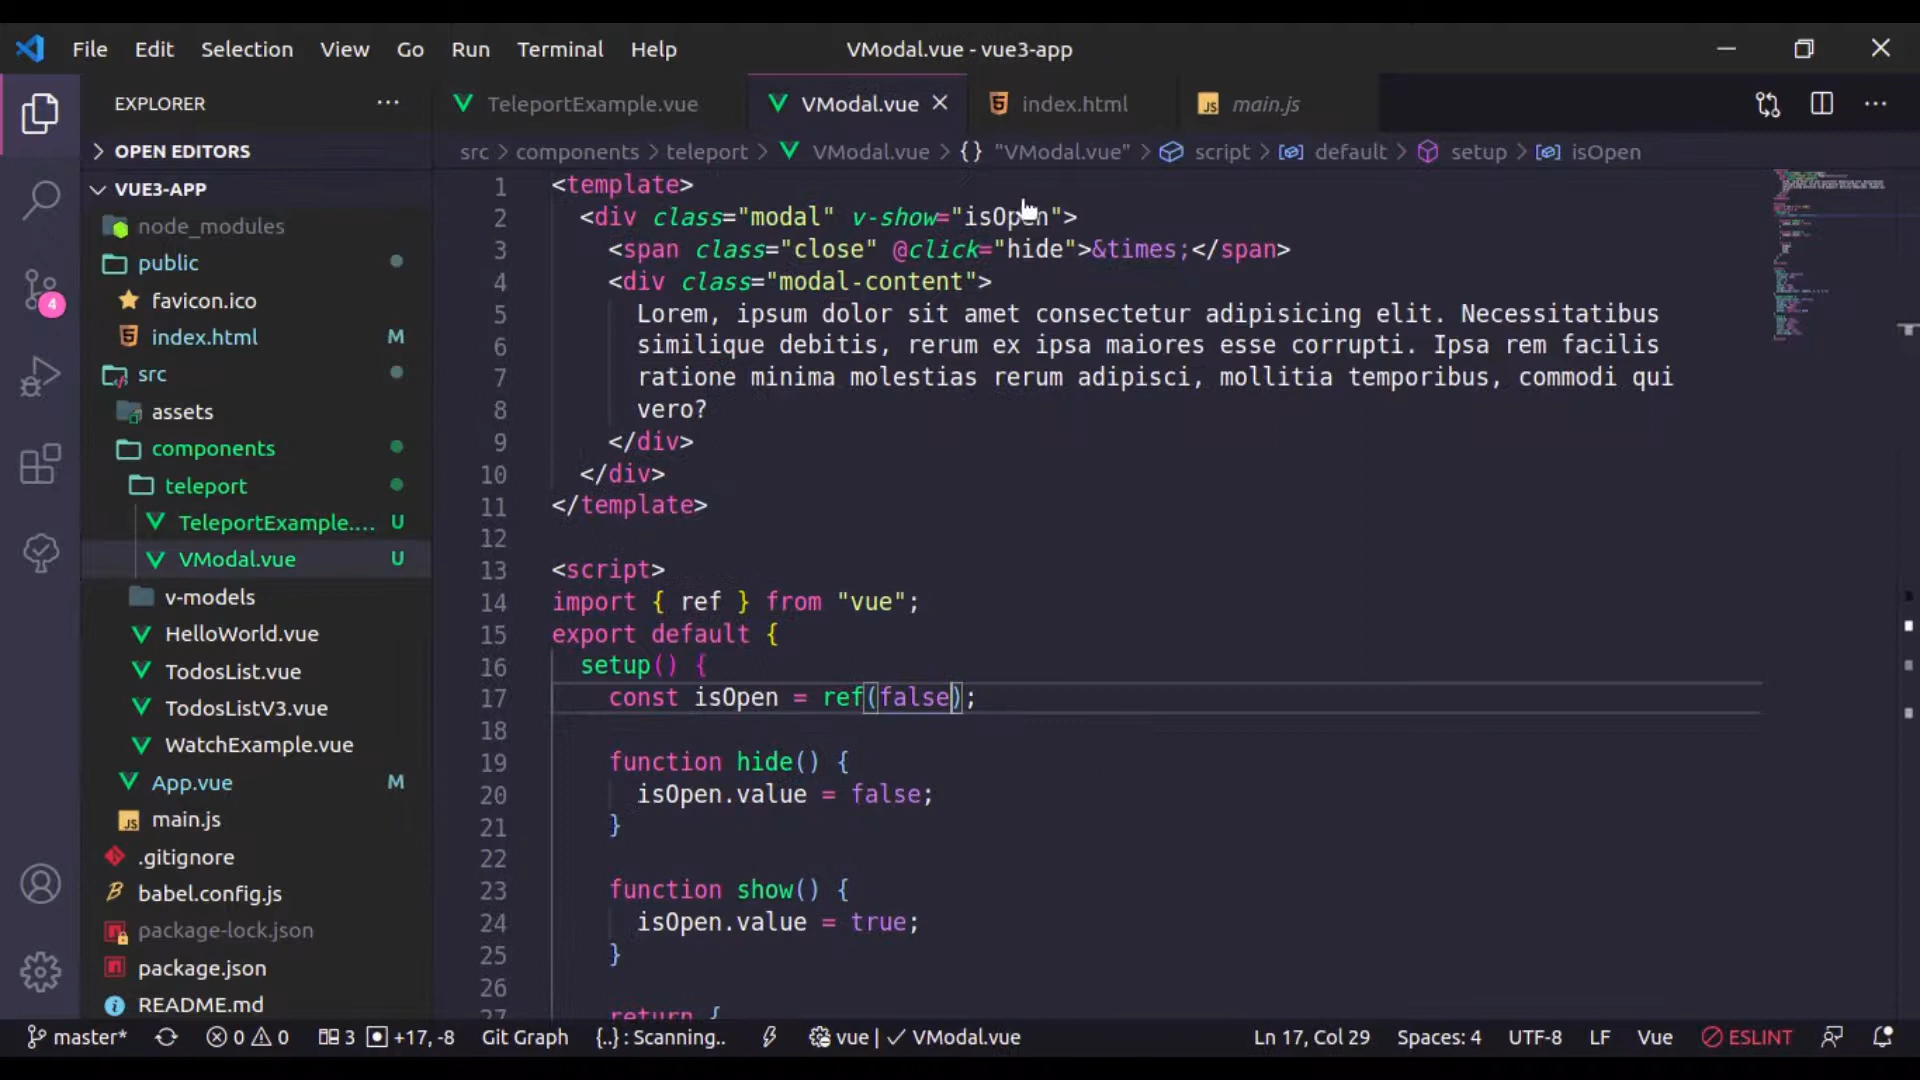 File Edit Selection View Go Run Terminal Help VModal.vue - vue3-app
EXPLORER
TeleportExample.vue VModal.vue index.html main.js
OPEN EDITORS
src > components > teleport > VModal.vue > {} "VModal.vue" > script > default > setup > isOpen
VUE3-APP
node_modules
public
favicon.ico
index.html M
src
assets
components
teleport
TeleportExample.... U
VModal.vue U
v-models
HelloWorld.vue
TodosList.vue
TodosListV3.vue
WatchExample.vue
App.vue M
main.js
.gitignore
babel.config.js
package-lock.json
package.json
README.md
4
1 <template>
2 <div class="modal" v-show="isOpen">
3 <span class="close" @click="hide">&times;</span>
4 <div class="modal-content">
5 Lorem, ipsum dolor sit amet consectetur adipisicing elit. Necessitatibus
6 similique debitis, rerum ex ipsa maiores esse corrupti. Ipsa rem facilis
7 ratione minima molestias rerum adipisci, mollitia temporibus, commodi qui
8 vero?
9 </div>
10 </div>
11 </template>
12
13 <script>
14 import { ref } from "vue";
15 export default {
16 setup() {
17 const isOpen = ref(false);
18
19 function hide() {
20 isOpen.value = false;
21 }
22
23 function show() {
24 isOpen.value = true;
25 }
26
27 return {
master* 0 0 3 +17, -8 Git Graph {..} : Scanning.. vue | ✓ VModal.vue Ln 17, Col 29 Spaces: 4 UTF-8 LF Vue ESLINT